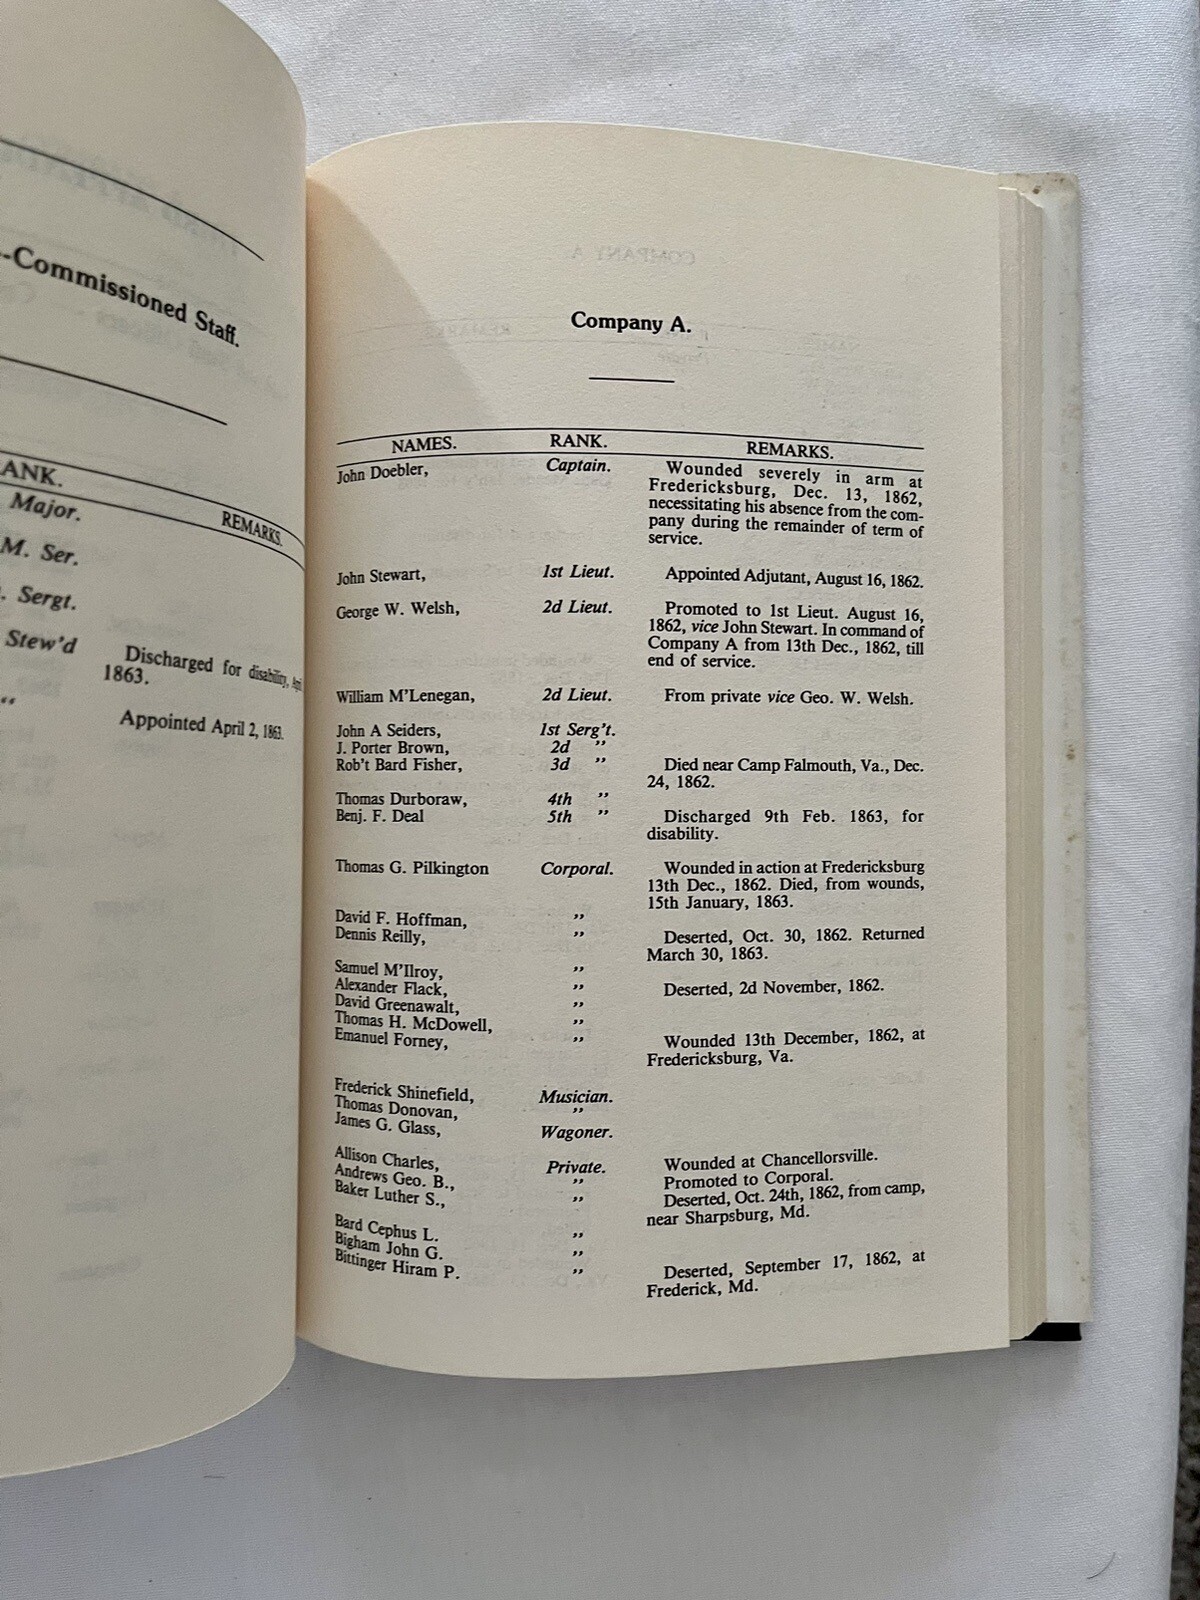 -Commissioned Staff.
ANK.
REMARKS.
Major.
M. Ser.
Sergt.
Stew'd
Discharged for disability,
1863.
"
Appointed April 2, 1863.
Company A.
NAMES. RANK. REMARKS.
John Doebler, Captain. Wounded severely in arm at
Fredericksburg, Dec. 13, 1862,
necessitating his absence from the com-
pany during the remainder of term of
service.
John Stewart, 1st Lieut. Appointed Adjutant, August 16, 1862.
George W. Welsh, 2d Lieut. Promoted to 1st Lieut. August 16,
1862, vice John Stewart. In command of
Company A from 13th Dec., 1862, till
end of service.
William M'Lenegan, 2d Lieut. From private vice Geo. W. Welsh.
John A Seiders, 1st Serg't.
J. Porter Brown, 2d "
Rob't Bard Fisher, 3d " Died near Camp Falmouth, Va., Dec.
24, 1862.
Thomas Durboraw, 4th "
Benj. F. Deal 5th " Discharged 9th Feb. 1863, for
disability.
Thomas G. Pilkington Corporal. Wounded in action at Fredericksburg
13th Dec., 1862. Died, from wounds,
15th January, 1863.
David F. Hoffman, "
Dennis Reilly, " Deserted, Oct. 30, 1862. Returned
March 30, 1863.
Samuel M'Ilroy, "
Alexander Flack, " Deserted, 2d November, 1862.
David Greenawalt, "
Thomas H. McDowell, "
Emanuel Forney, " Wounded 13th December, 1862, at
Fredericksburg, Va.
Frederick Shinefield, Musician.
Thomas Donovan, "
James G. Glass, Wagoner.
Allison Charles, Private. Wounded at Chancellorsville.
Andrews Geo. B., " Promoted to Corporal.
Baker Luther S., " Deserted, Oct. 24th, 1862, from camp,
near Sharpsburg, Md.
Bard Cephus L. "
Bigham John G. "
Bittinger Hiram P. " Deserted, September 17, 1862, at
Frederick, Md.